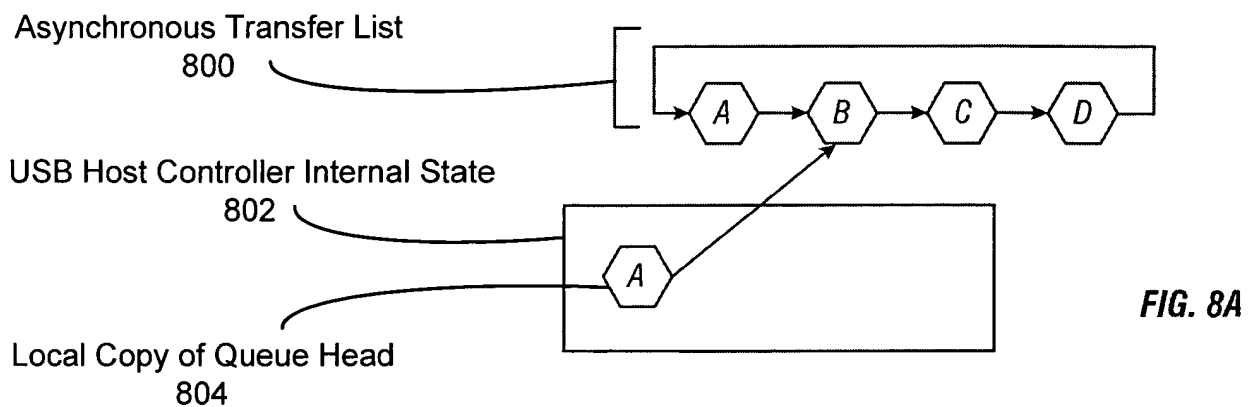 Asynchronous Transfer List
800
A
B
C
D
USB Host Controller Internal State
802
A
FIG. 8A
Local Copy of Queue Head
804